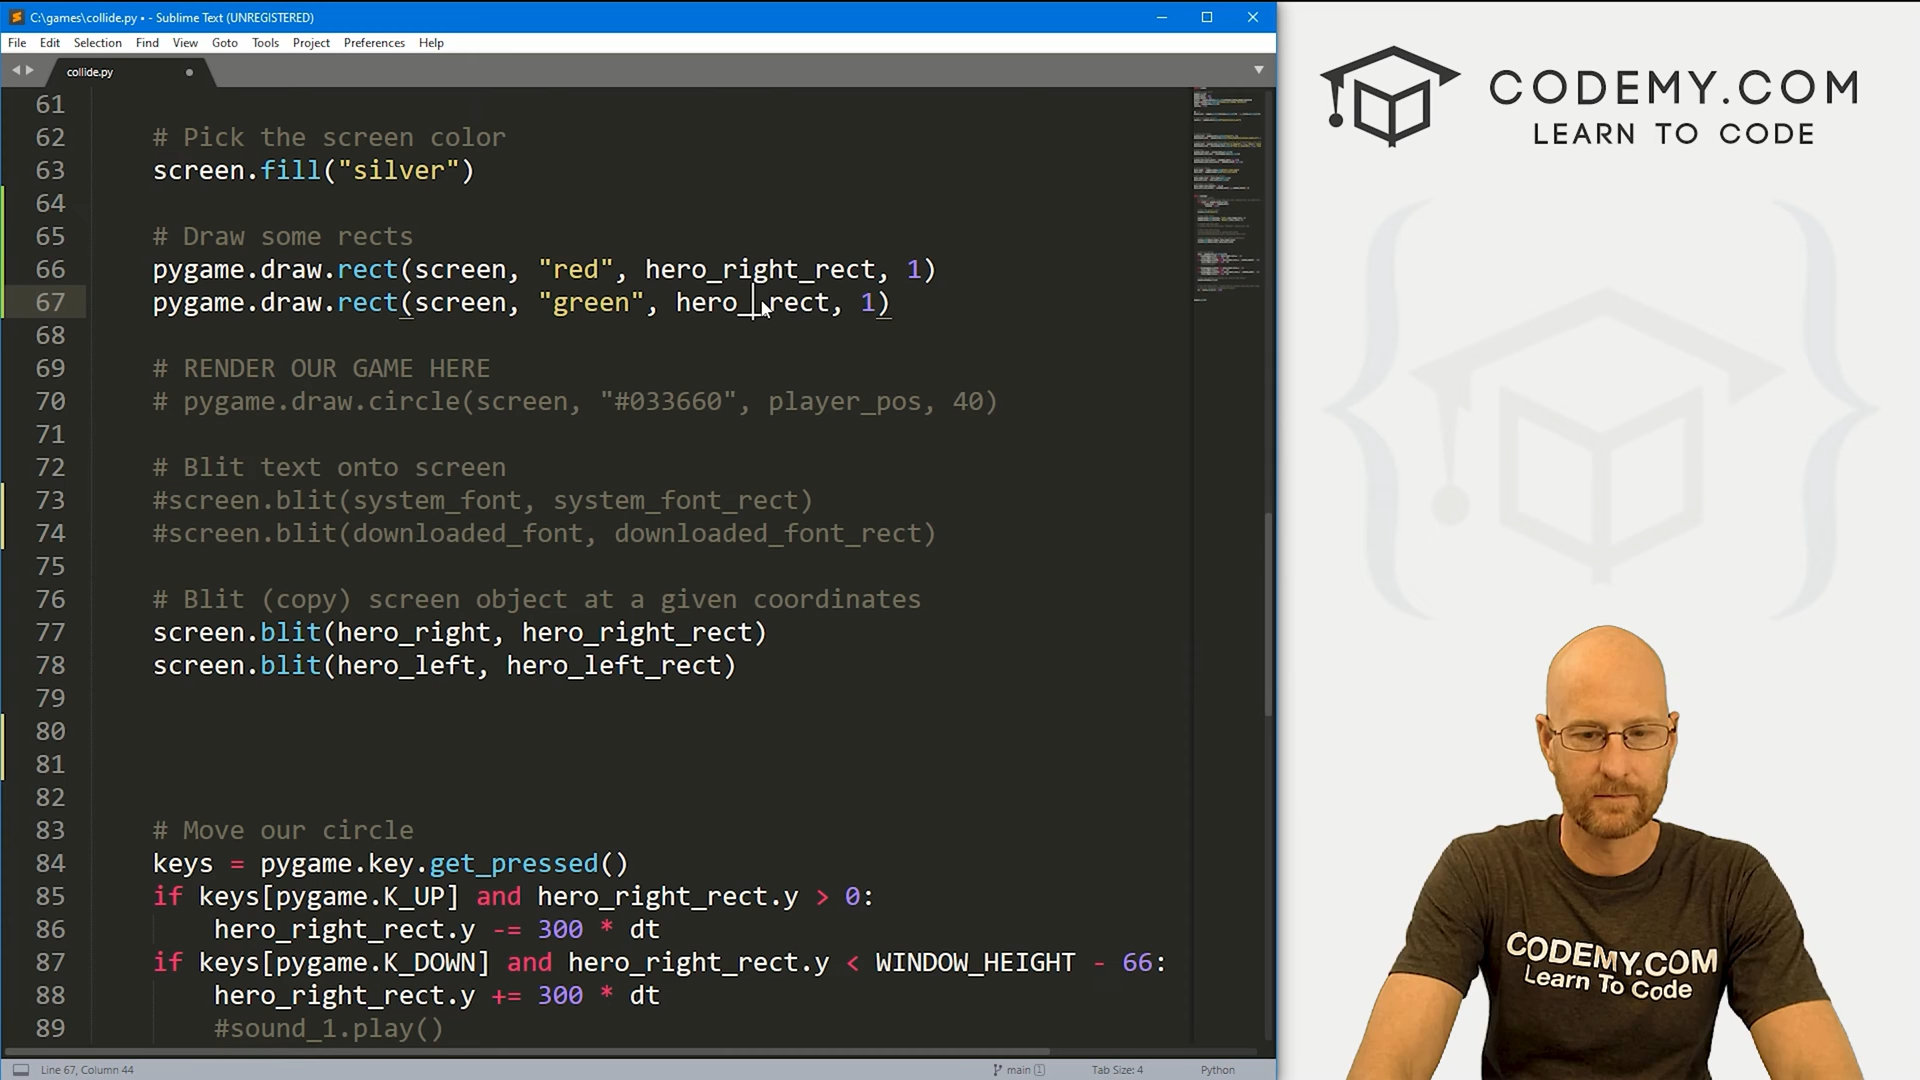 C:\games\collide.py • - Sublime Text (UNREGISTERED)
File Edit Selection Find View Goto Tools Project Preferences Help
collide.py
CODEMY.COM
LEARN TO CODE
61
62 # Pick the screen color
63 screen.fill("silver")
64
65 # Draw some rects
66 pygame.draw.rect(screen, "red", hero_right_rect, 1)
67 pygame.draw.rect(screen, "green", hero__rect, 1)
68
69 # RENDER OUR GAME HERE
70 # pygame.draw.circle(screen, "#033660", player_pos, 40)
71
72 # Blit text onto screen
73 #screen.blit(system_font, system_font_rect)
74 #screen.blit(downloaded_font, downloaded_font_rect)
75
76 # Blit (copy) screen object at a given coordinates
77 screen.blit(hero_right, hero_right_rect)
78 screen.blit(hero_left, hero_left_rect)
79
80
81
82
83 # Move our circle
84 keys = pygame.key.get_pressed()
85 if keys[pygame.K_UP] and hero_right_rect.y > 0:
86 hero_right_rect.y -= 300 * dt
87 if keys[pygame.K_DOWN] and hero_right_rect.y < WINDOW_HEIGHT - 66:
88 hero_right_rect.y += 300 * dt
89 #sound_1.play()
CODEMY.COM
Learn To Code
Line 67, Column 44 main 1 Tab Size: 4 Python